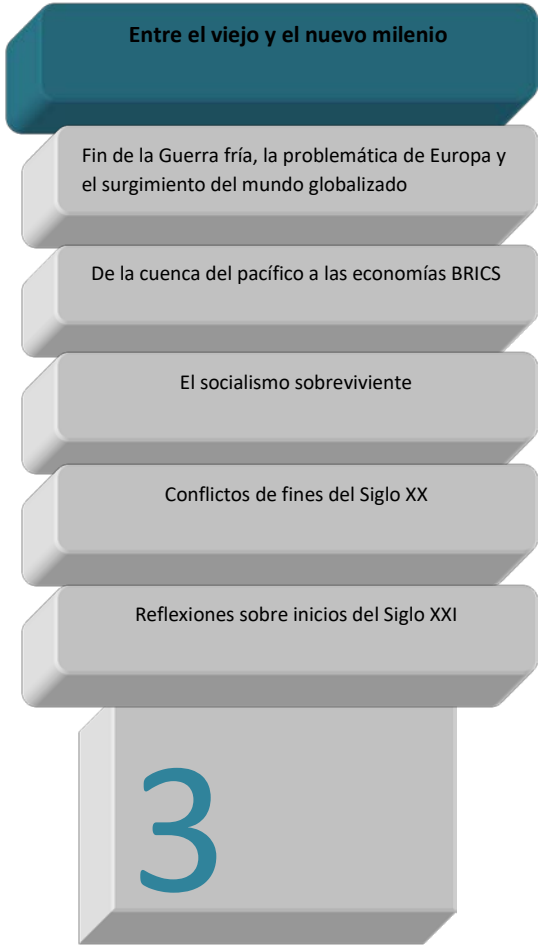 Entre el viejo y el nuevo milenio
Fin de la Guerra fría, la problemática de Europa y
el surgimiento del mundo globalizado
De la cuenca del pacífico a las economías BRICS
El socialismo sobreviviente
Conflictos de fines del Siglo XX
Reflexiones sobre inicios del Siglo XXI
3